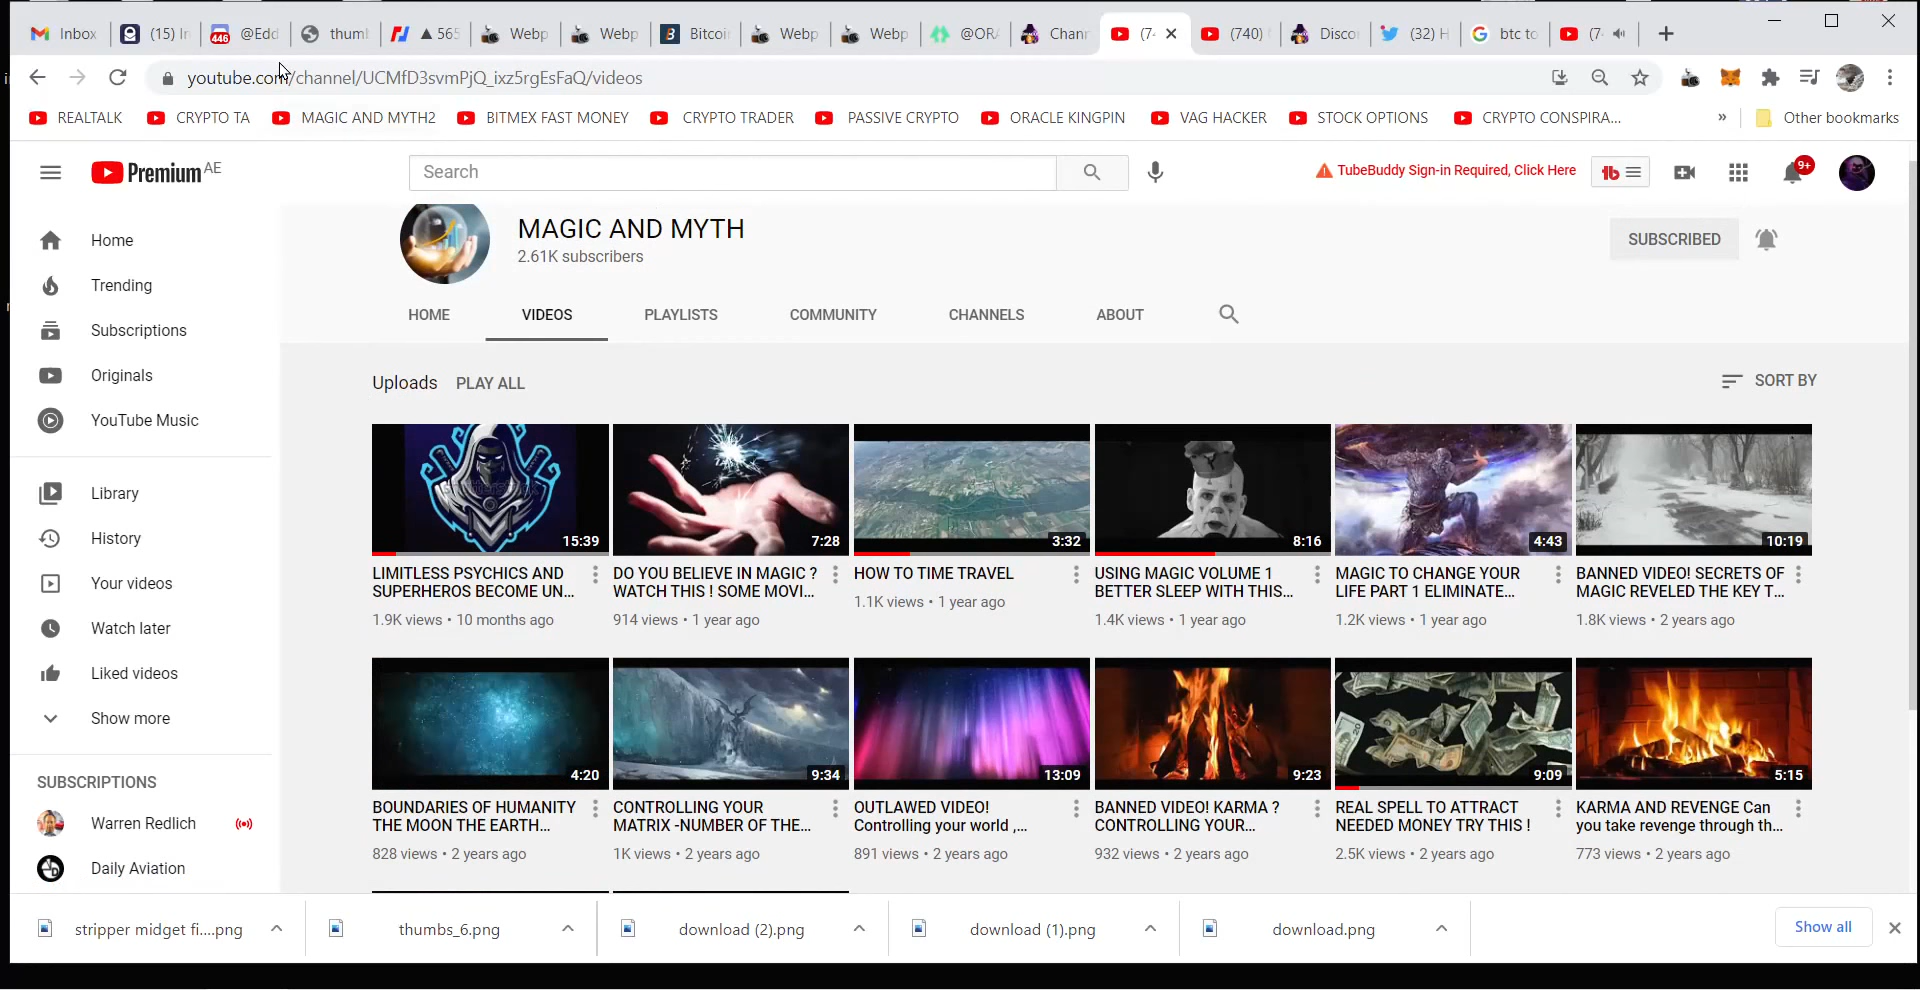 Inbox
(15) In
446
@Edd
thumb
▲ 565
Webp
Webp
Bitcoi
Webp
Webp
@ORA
Chann
(74
(740)
Disco
(32) H
btc to
(7
youtube.com/channel/UCMfD3svmPjQ_ixz5rgEsFaQ/videos
REALTALK
CRYPTO TA
MAGIC AND MYTH2
BITMEX FAST MONEY
CRYPTO TRADER
PASSIVE CRYPTO
ORACLE KINGPIN
VAG HACKER
STOCK OPTIONS
CRYPTO CONSPIRA...
»
Other bookmarks
Premium AE
Search
TubeBuddy Sign-in Required, Click Here
tb
9+
MAGIC AND MYTH
2.61K subscribers
SUBSCRIBED
HOME
VIDEOS
PLAYLISTS
COMMUNITY
CHANNELS
ABOUT
Home
Trending
Subscriptions
Originals
YouTube Music
Library
History
Your videos
Watch later
Liked videos
Show more
SUBSCRIPTIONS
Warren Redlich
Daily Aviation
Uploads PLAY ALL
SORT BY
15:39
LIMITLESS PSYCHICS AND
SUPERHEROS BECOME UN...
1.9K views • 10 months ago
7:28
DO YOU BELIEVE IN MAGIC ?
WATCH THIS ! SOME MOVI...
914 views • 1 year ago
3:32
HOW TO TIME TRAVEL
1.1K views • 1 year ago
8:16
USING MAGIC VOLUME 1
BETTER SLEEP WITH THIS...
1.4K views • 1 year ago
4:43
MAGIC TO CHANGE YOUR
LIFE PART 1 ELIMINATE...
1.2K views • 1 year ago
10:19
BANNED VIDEO! SECRETS OF
MAGIC REVELED THE KEY T...
1.8K views • 2 years ago
4:20
BOUNDARIES OF HUMANITY
THE MOON THE EARTH...
828 views • 2 years ago
9:34
CONTROLLING YOUR
MATRIX -NUMBER OF THE...
1K views • 2 years ago
13:09
OUTLAWED VIDEO!
Controlling your world ,...
891 views • 2 years ago
9:23
BANNED VIDEO! KARMA ?
CONTROLLING YOUR...
932 views • 2 years ago
9:09
REAL SPELL TO ATTRACT
NEEDED MONEY TRY THIS !
2.5K views • 2 years ago
5:15
KARMA AND REVENGE Can
you take revenge through th...
773 views • 2 years ago
stripper midget fi....png
thumbs_6.png
download (2).png
download (1).png
download.png
Show all